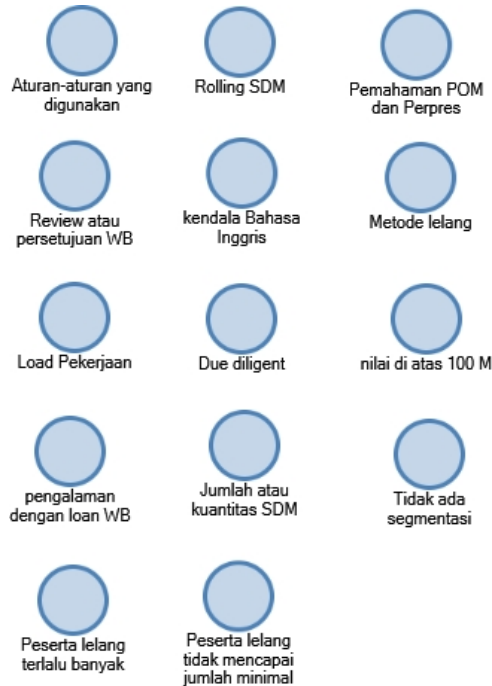 Aturan-aturan yang
digunakan
Rolling SDM
Pemahaman POM
dan Perpres
Review atau
persetujuan WB
kendala Bahasa
Inggris
Metode lelang
Load Pekerjaan
Due diligent
nilai di atas 100 M
pengalaman
dengan loan WB
Jumlah atau
kuantitas SDM
Tidak ada
segmentasi
Peserta lelang
terlalu banyak
Peserta lelang
tidak mencapai
jumlah minimal